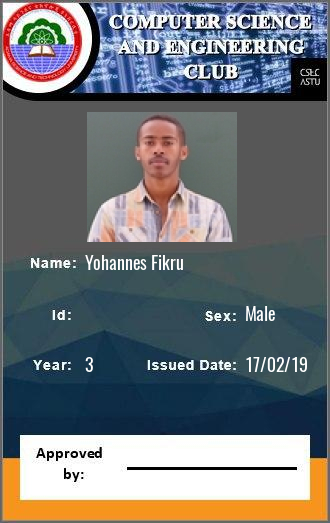 COMPUTER SCIENCE
AND ENGINEERING
CLUB
CSEC
ASTU
Name: Yohannes Fikru
Id:
Sex: Male
Year: 3
Issued Date: 17/02/19
Approved
by: